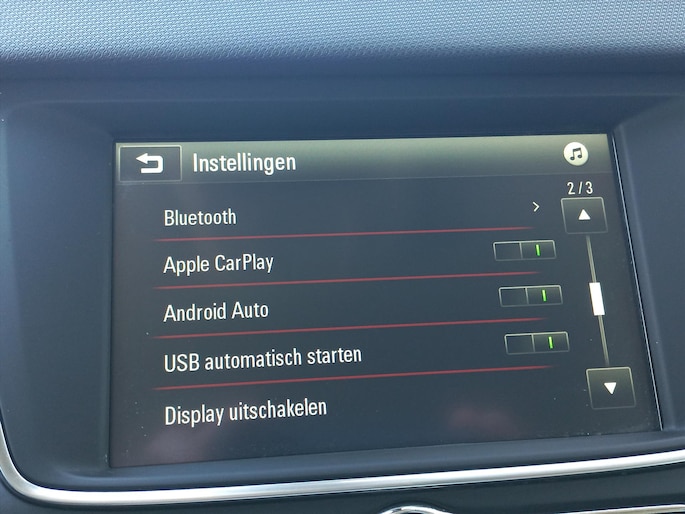 Instellingen
2/3
Bluetooth
Apple CarPlay
Android Auto
USB automatisch starten
Display uitschakelen